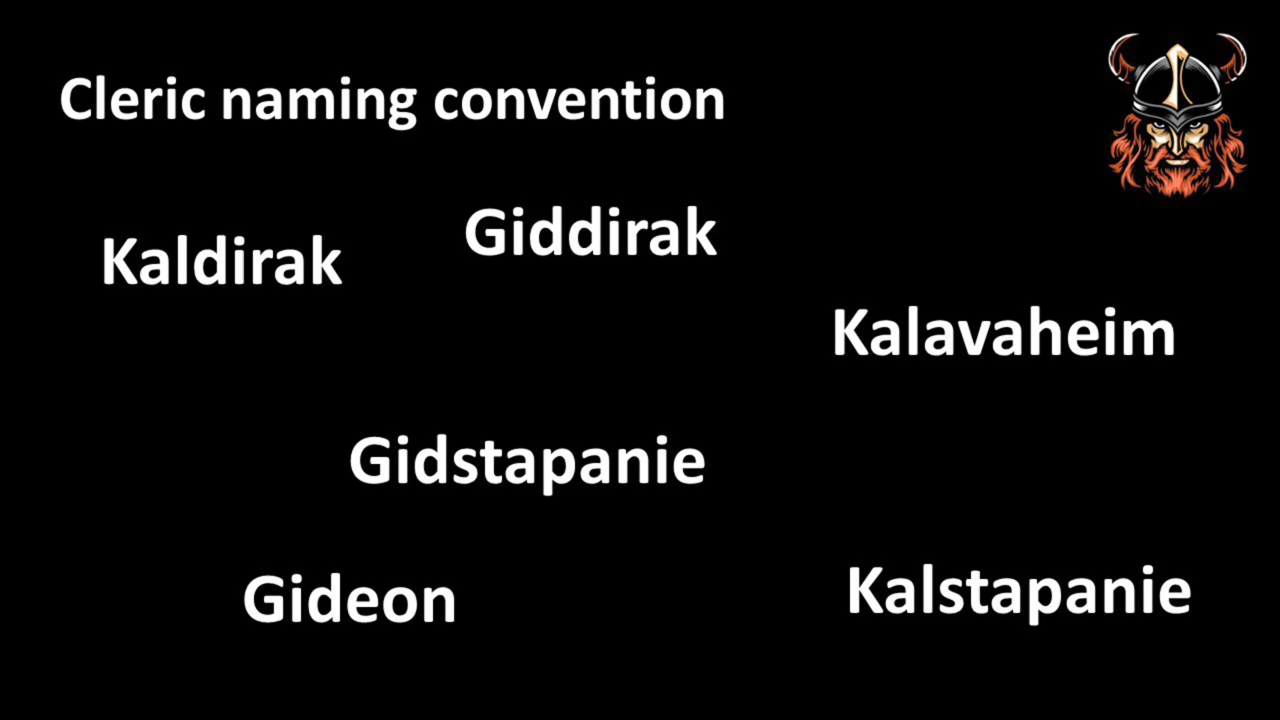 Cleric naming convention
Giddirak
Kaldirak
Kalavaheim
Gidstapanie
Gideon
Kalstapanie